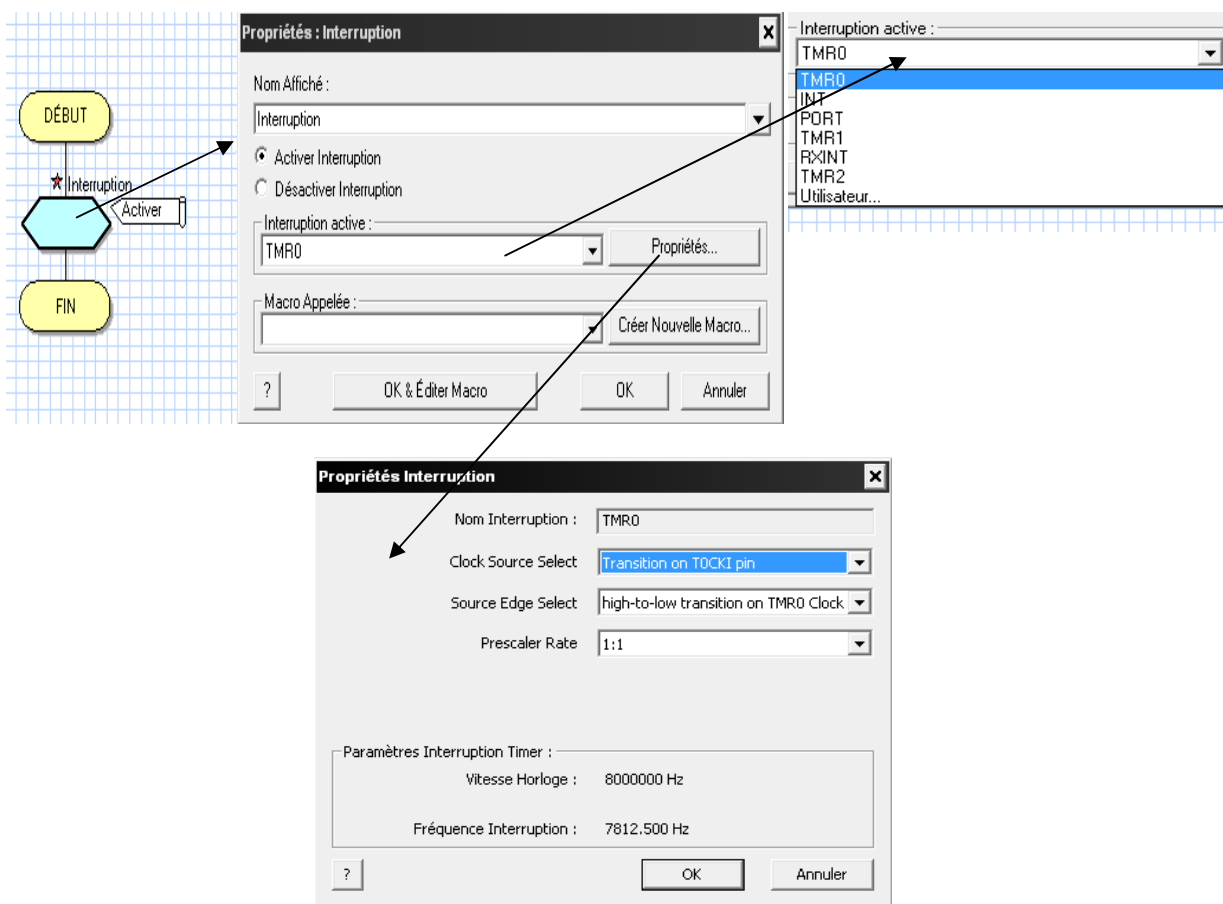 DÉBUT
Interruption
Activer
FIN
Propriétés : Interruption
Nom Affiché :
Interruption
Activer Interruption
Désactiver Interruption
Interruption active :
TMR0
Propriétés...
Macro Appelée :
Créer Nouvelle Macro...
?
OK & Éditer Macro
OK
Annuler
Interruption active :
TMR0
TMR0
INT
PORT
TMR1
RXINT
TMR2
Utilisateur...
Propriétés Interruption
Nom Interruption :
TMR0
Clock Source Select
Transition on T0CKI pin
Source Edge Select
high-to-low transition on TMR0 Clock
Prescaler Rate
1:1
Paramètres Interruption Timer :
Vitesse Horloge :
8000000 Hz
Fréquence Interruption :
7812.500 Hz
?
OK
Annuler